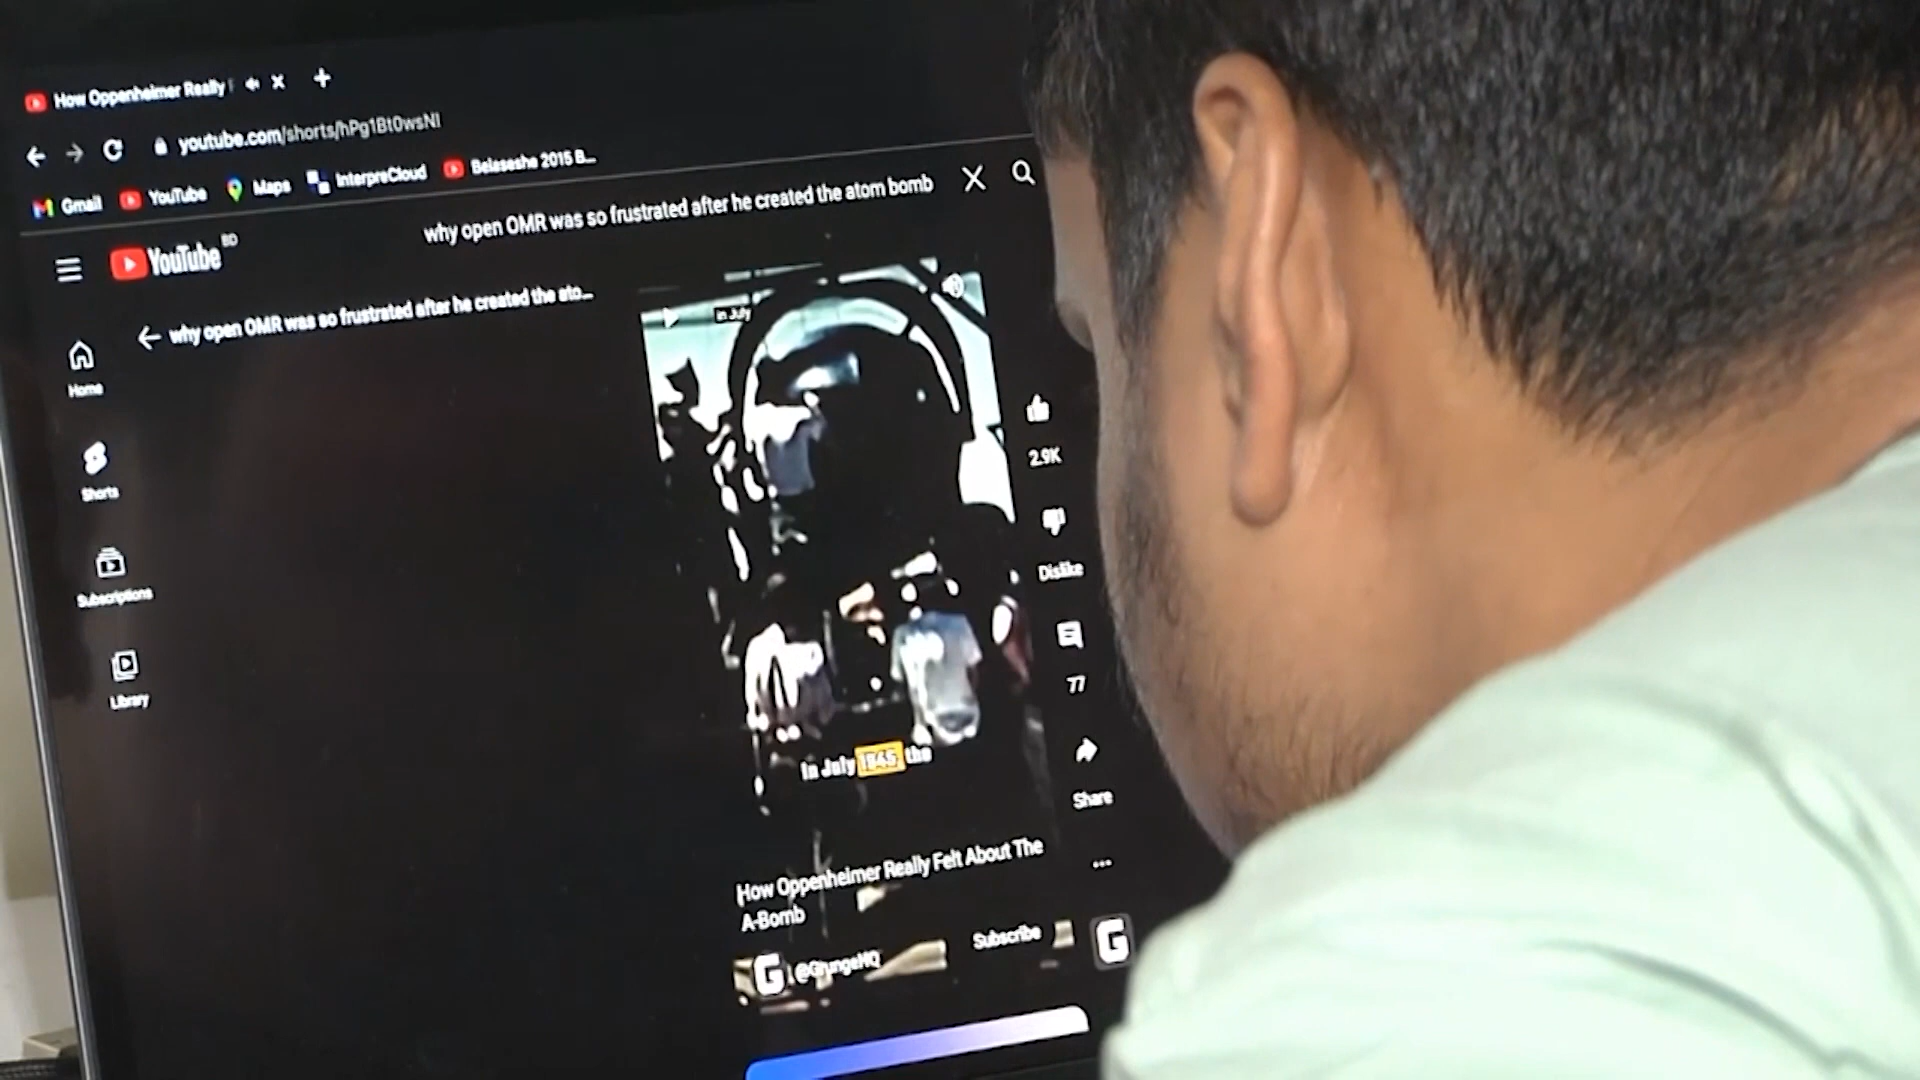 How Oppenheimer Really
youtube.com/shorts/hPg1Bt0wsNI
Gmail YouTube Maps InterpreCloud Belaseshe 2015 B...
why open OMR was so frustrated after he created the atom bomb
YouTube BD
why open OMR was so frustrated after he created the ato...
in July
Home
Shorts
Subscriptions
Library
2.9K
Dislike
77
Share
In July 1945, the
How Oppenheimer Really Felt About The
A-Bomb
G @GrungeHQ Subscribe G